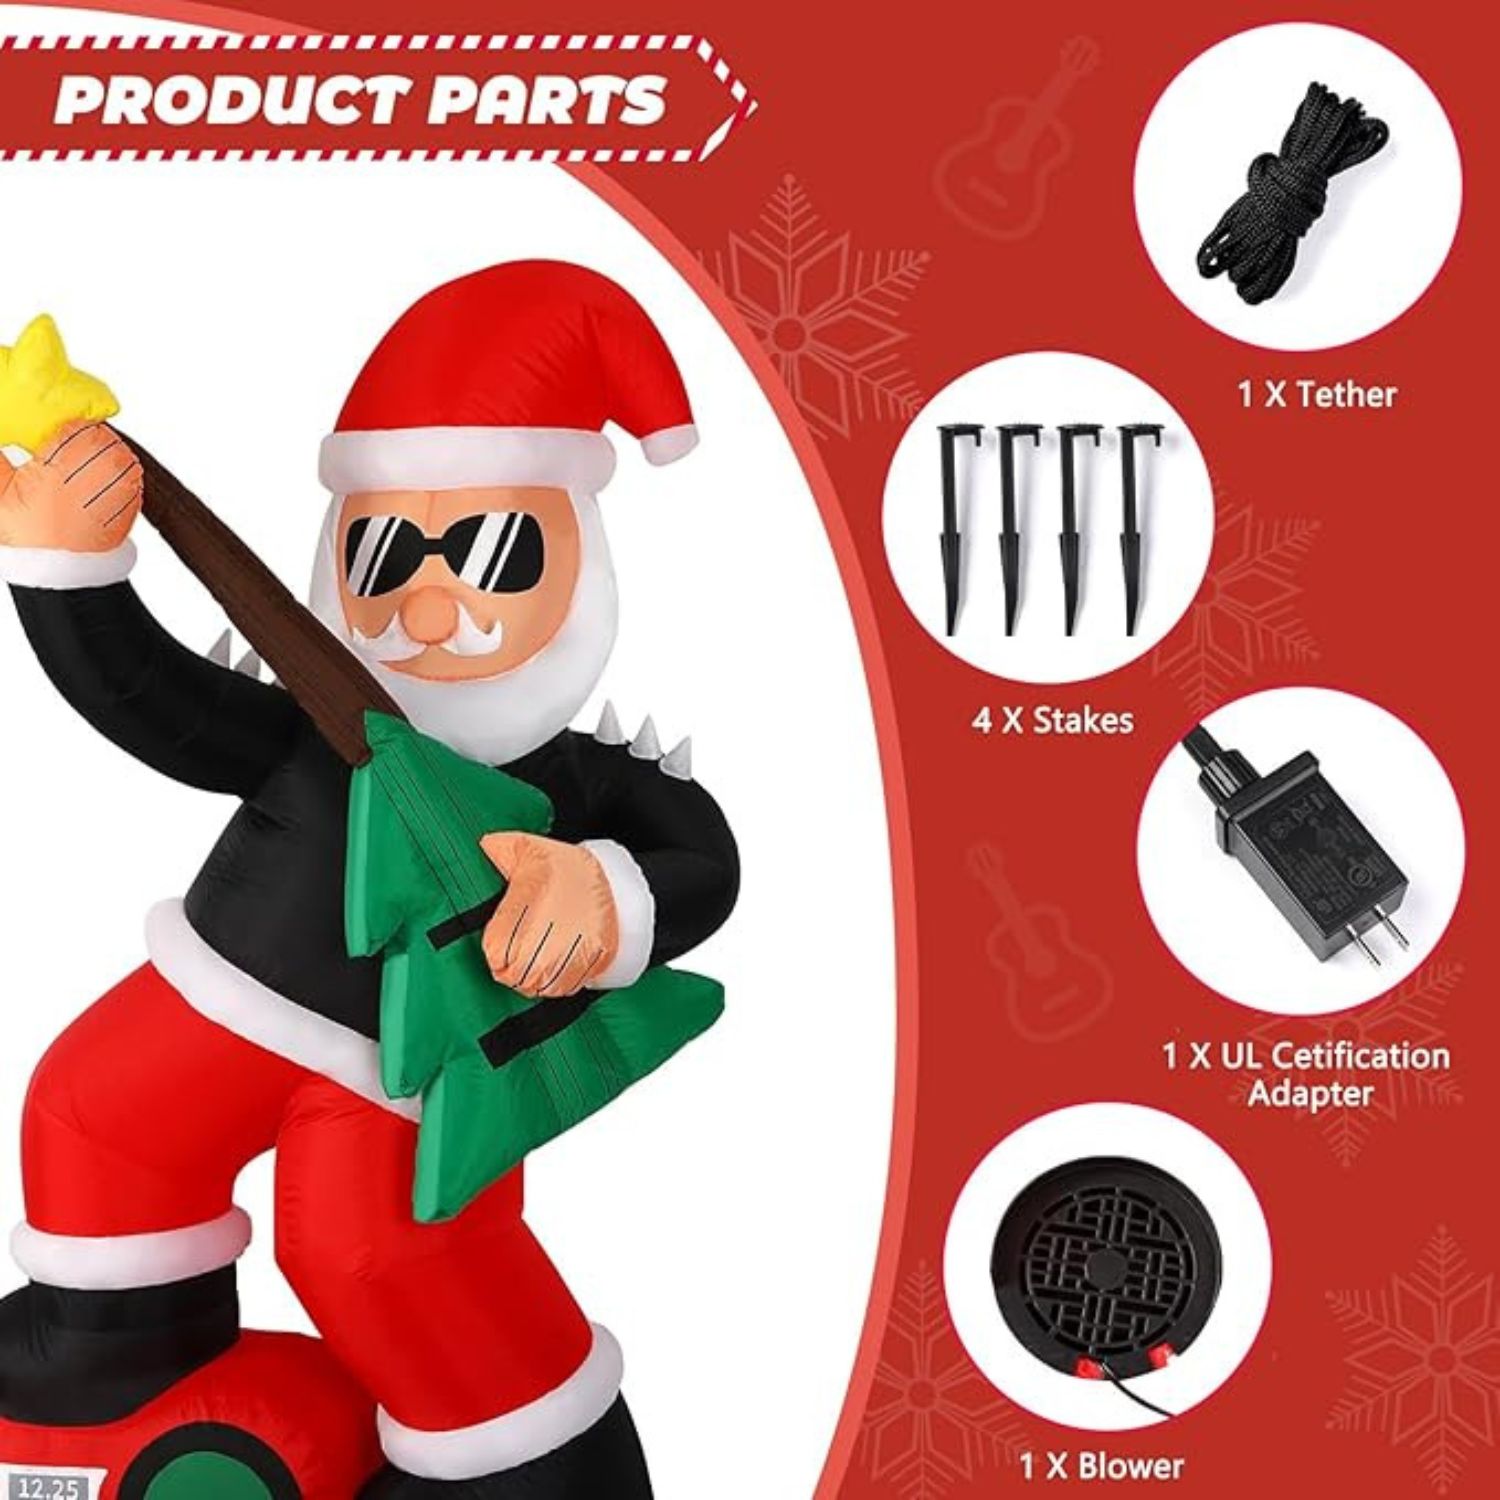 PRODUCT PARTS
1 X Tether
4 X Stakes
1 X UL Cetification
Adapter
1 X Blower
12.25